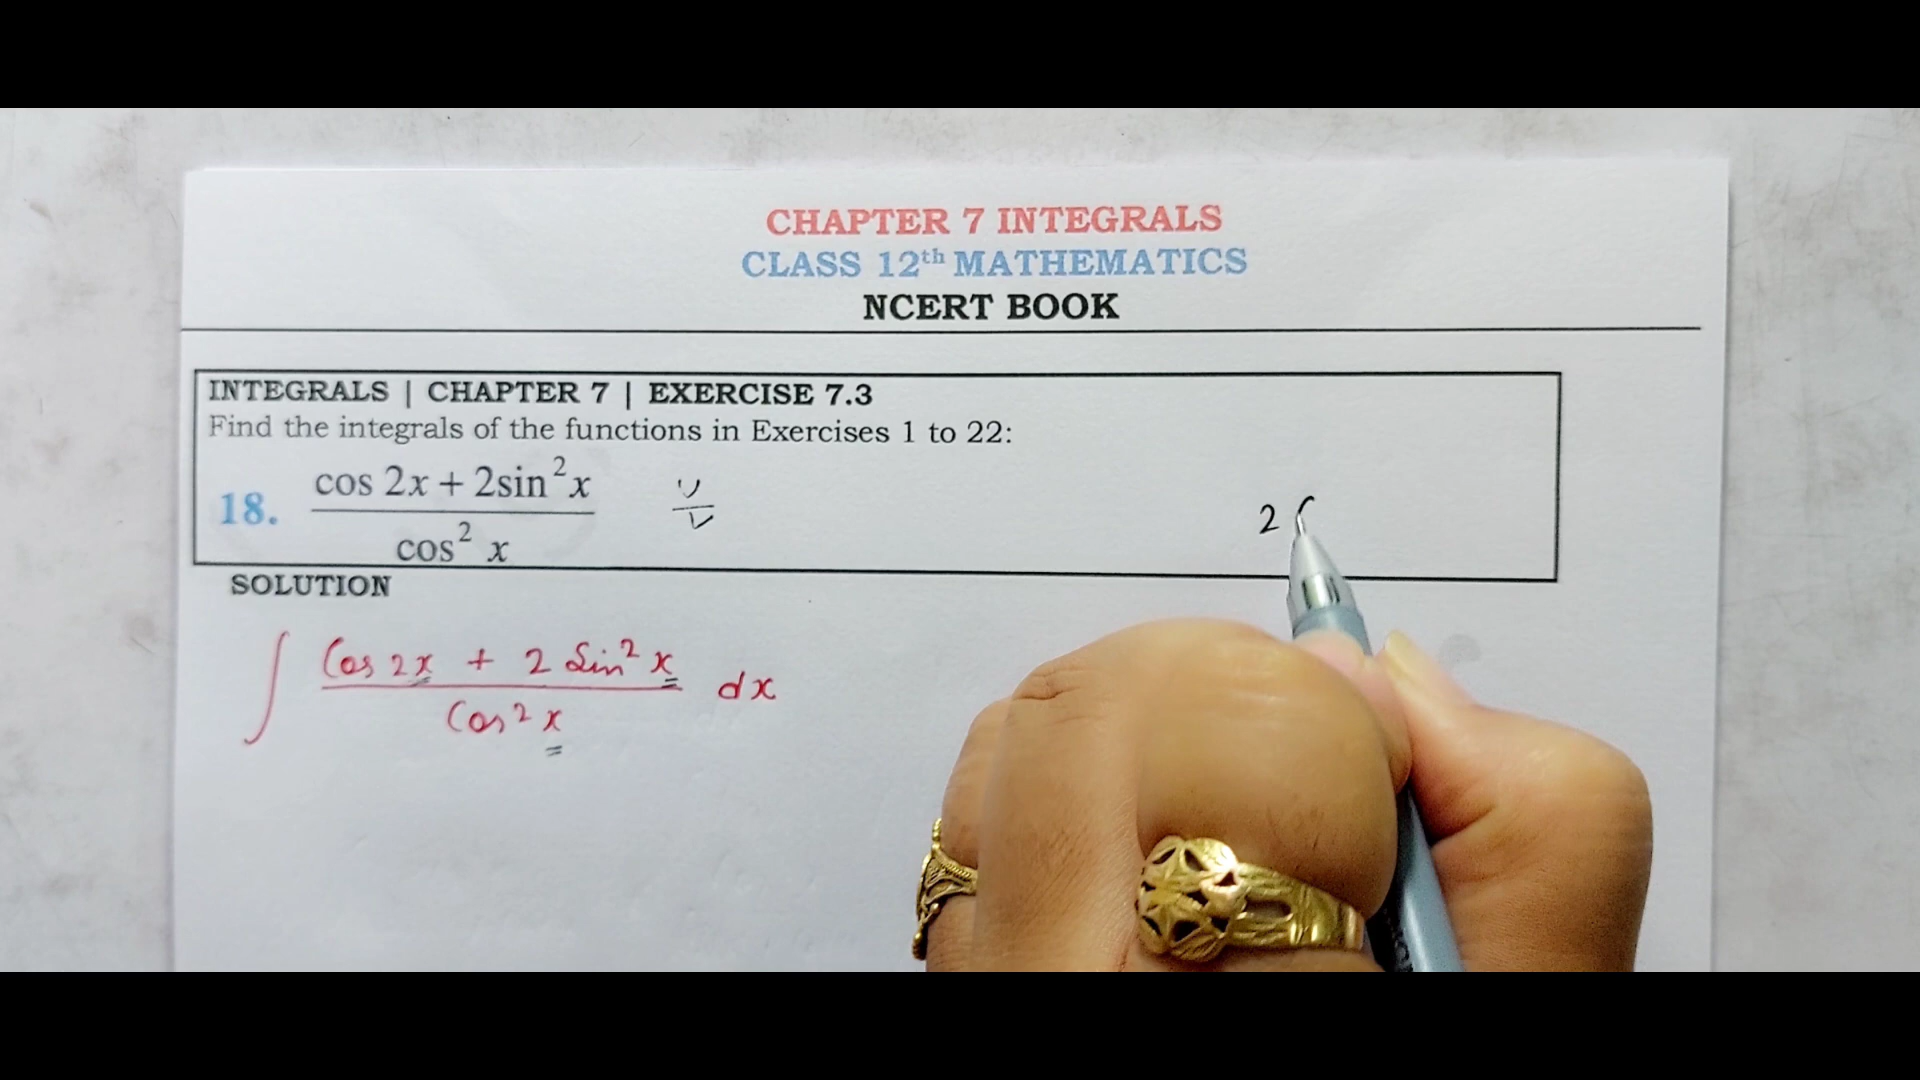 CHAPTER 7 INTEGRALS
CLASS 12th MATHEMATICS
NCERT BOOK
INTEGRALS | CHAPTER 7 | EXERCISE 7.3
Find the integrals of the functions in Exercises 1 to 22:
18. (cos 2x + 2sin²x) / (cos² x) U/V 2
SOLUTION
∫ (Cos 2x + 2 Sin² x) / (Cos² x) dx